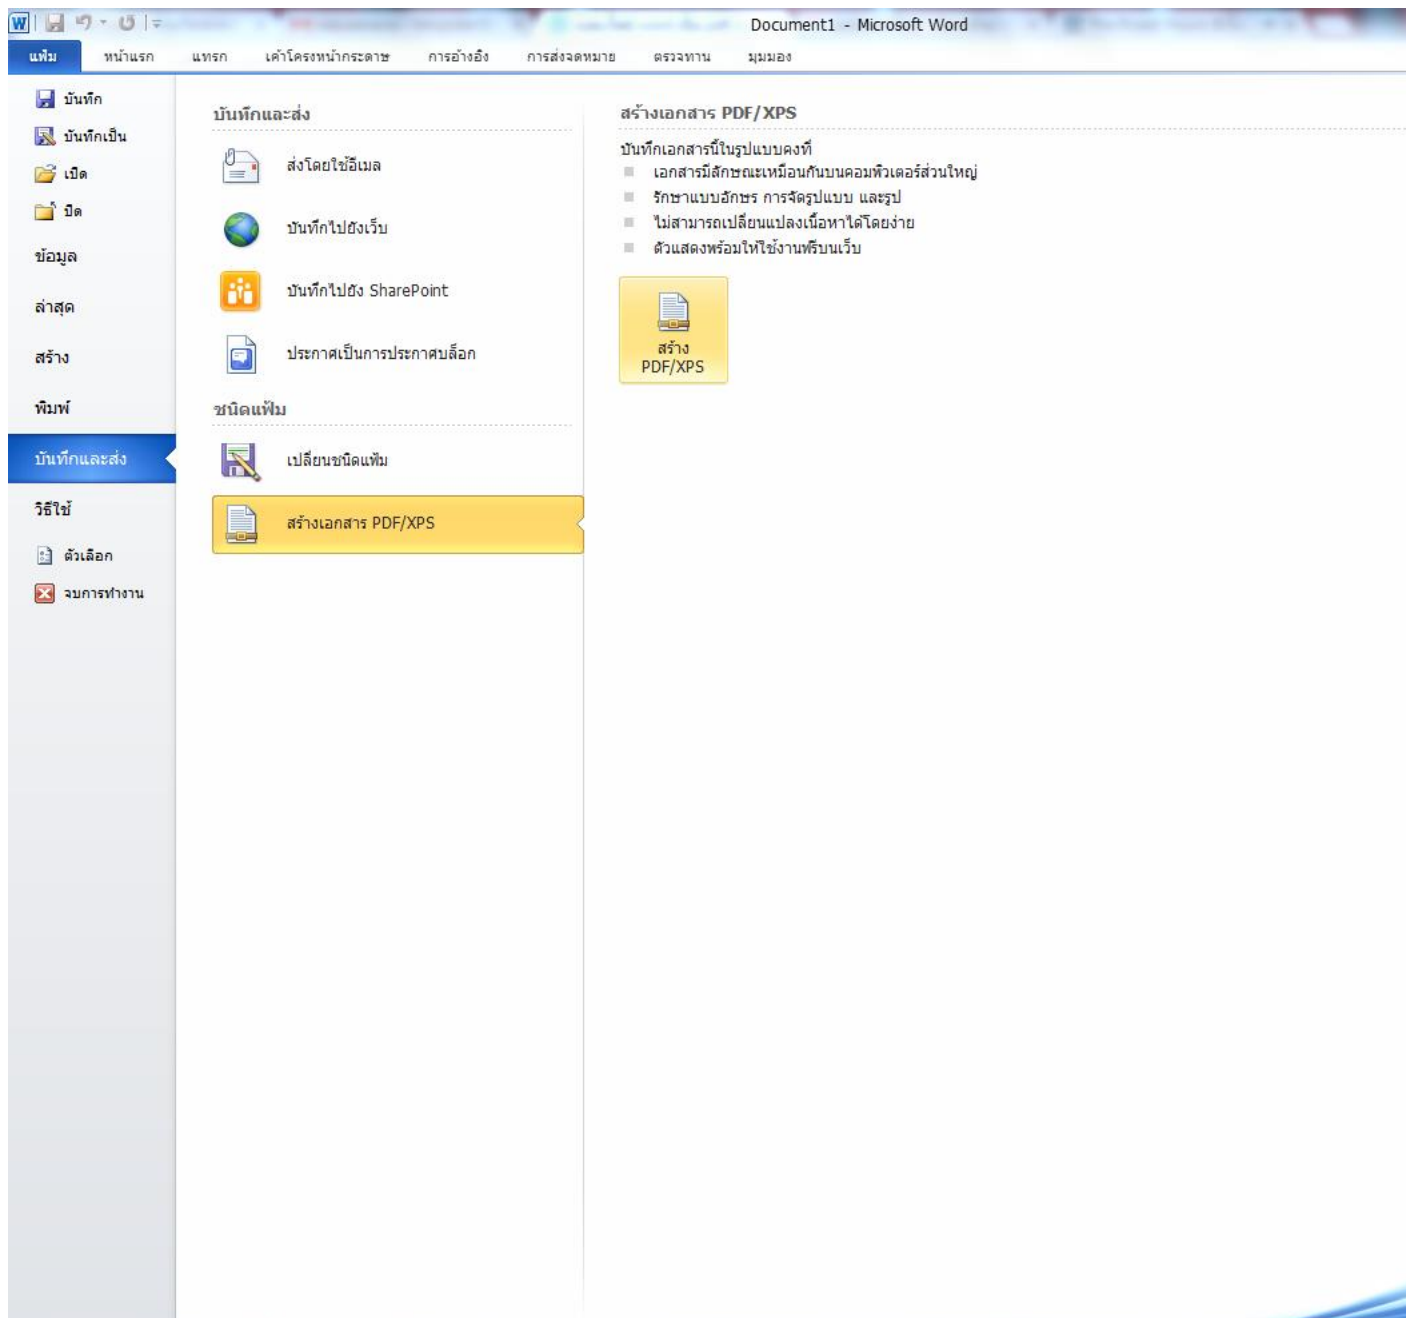 W
Document1 - Microsoft Word
แฟ้ม หน้าแรก แทรก เค้าโครงหน้ากระดาษ การอ้างอิง การส่งจดหมาย ตรวจทาน มุมมอง
บันทึก
บันทึกเป็น
เปิด
ปิด
ข้อมูล
ล่าสุด
สร้าง
พิมพ์
บันทึกและส่ง
วิธีใช้
ตัวเลือก
จบการทำงาน
บันทึกและส่ง
ส่งโดยใช้อีเมล
บันทึกไปยังเว็บ
บันทึกไปยัง SharePoint
ประกาศเป็นการประกาศบล็อก
ชนิดแฟ้ม
เปลี่ยนชนิดแฟ้ม
สร้างเอกสาร PDF/XPS
สร้างเอกสาร PDF/XPS
บันทึกเอกสารนี้ในรูปแบบคงที่
เอกสารมีลักษณะเหมือนกันบนคอมพิวเตอร์ส่วนใหญ่
รักษาแบบอักษร การจัดรูปแบบ และรูป
ไม่สามารถเปลี่ยนแปลงเนื้อหาได้โดยง่าย
ตัวแสดงพร้อมให้ใช้งานฟรีบนเว็บ
สร้าง
PDF/XPS